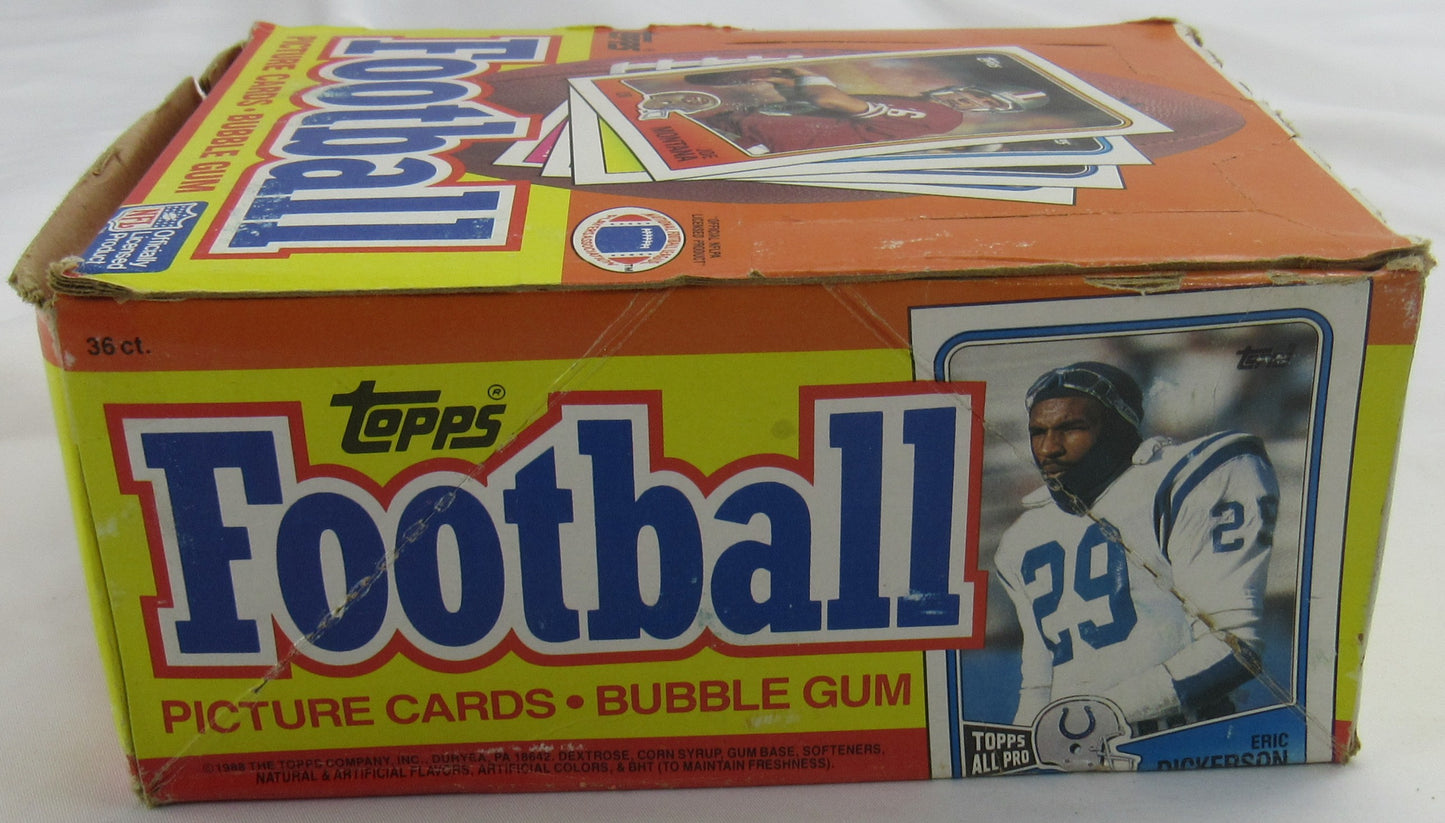 Football
PICTURE CARDS • BUBBLE GUM
NFL
Officially
Licensed
Product
JOE
MONTANA
"OFFICIAL NFLPA
LICENSED PRODUCT"
TM
36 ct.
TOPPS®
Football
PICTURE CARDS • BUBBLE GUM
©1988 THE TOPPS COMPANY, INC., DURYEA, PA 18642. DEXTROSE, CORN SYRUP, GUM BASE, SOFTENERS,
NATURAL & ARTIFICIAL FLAVORS, ARTIFICIAL COLORS, & BHT (TO MAINTAIN FRESHNESS).
TOPPS
29
29
TOPPS
ALL PRO
ERIC
DICKERSON